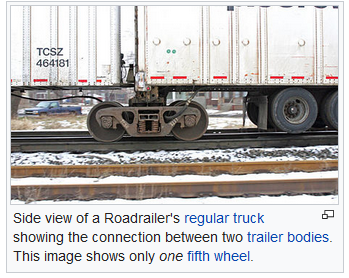 TCSZ
464181
Side view of a Roadrailer's regular truck
showing the connection between two trailer bodies.
This image shows only one fifth wheel.